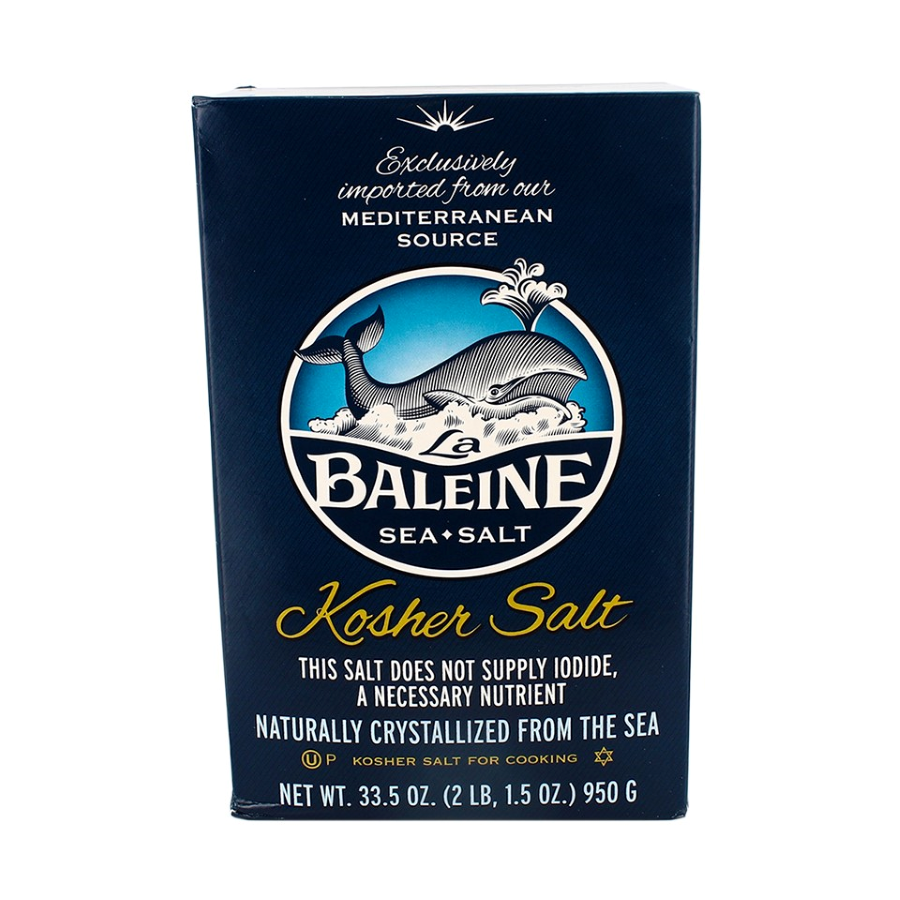 Exclusively
imported from our
MEDITERRANEAN
SOURCE
La
BALEINE
SEA SALT
Kosher Salt
THIS SALT DOES NOT SUPPLY IODIDE,
A NECESSARY NUTRIENT
NATURALLY CRYSTALLIZED FROM THE SEA
U P KOSHER SALT FOR COOKING
NET WT. 33.5 OZ. (2 LB, 1.5 OZ.) 950 G